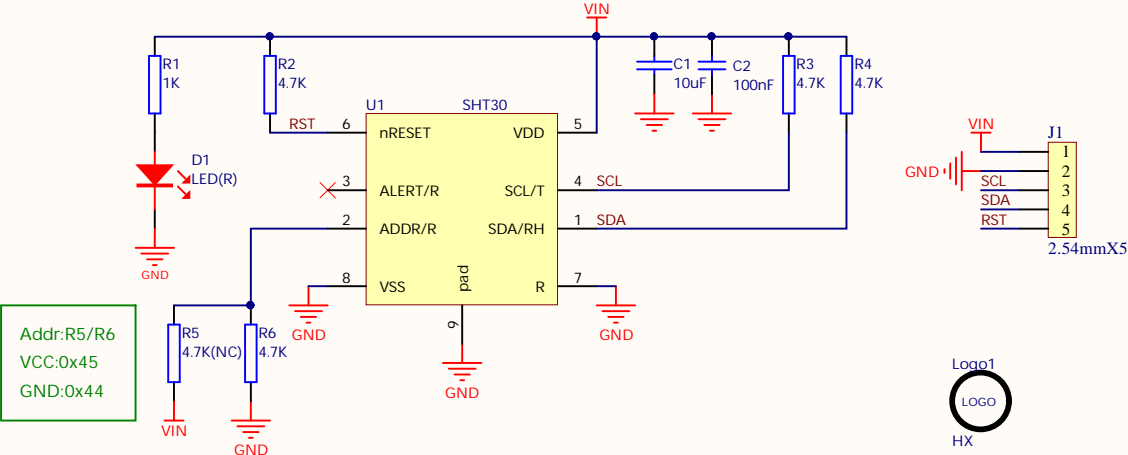 VIN
R1
1K
R2
4.7K
C1
10uF
C2
100nF
R3
4.7K
R4
4.7K
U1
SHT30
RST
6
nRESET
VDD
5
3
ALERT/R
SCL/T
4
SCL
2
ADDR/R
SDA/RH
1
SDA
8
VSS
pad
R
7
9
D1
LED(R)
GND
GND
GND
GND
R5
4.7K(NC)
R6
4.7K
VIN
GND
Addr:R5/R6
VCC:0x45
GND:0x44
J1
VIN
1
GND
2
SCL
3
SDA
4
RST
5
2.54mmX5
Logo1
LOGO
HX